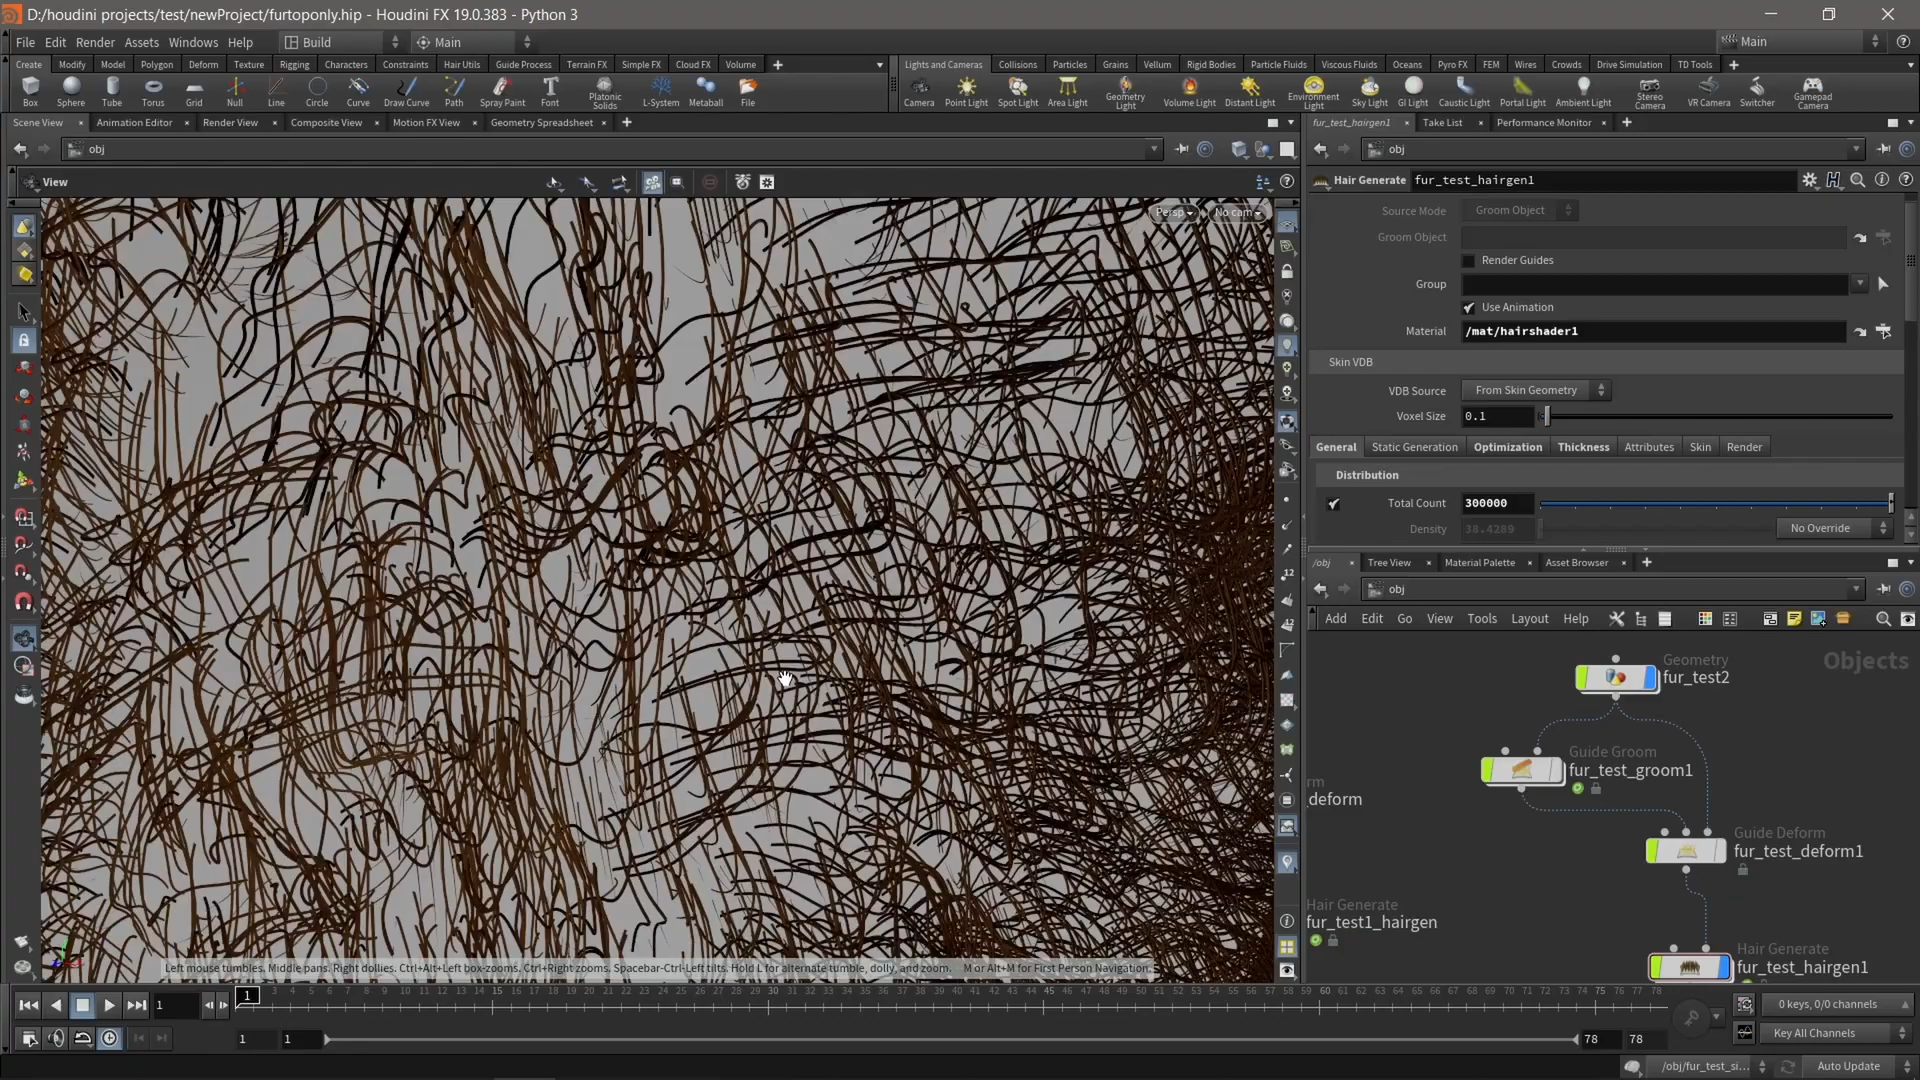 D:/houdini projects/test/newProject/furtoponly.hip - Houdini FX 19.0.383 - Python 3
File Edit Render Assets Windows Help Build Main Main
Create Modify Model Polygon Deform Texture Rigging Characters Constraints Hair Utils Guide Process Terrain FX Simple FX Cloud FX Volume
Lights and Cameras Collisions Particles Grains Vellum Rigid Bodies Particle Fluids Viscous Fluids Oceans Pyro FX FEM Wires Crowds Drive Simulation TD Tools
Box Sphere Tube Torus Grid Null Line Circle Curve Draw Curve Path Spray Paint Font Platonic Solids L-System Metaball File
Camera Point Light Spot Light Area Light Geometry Light Volume Light Distant Light Environment Light Sky Light GI Light Caustic Light Portal Light Ambient Light Stereo Camera VR Camera Switcher Gamepad Camera
Scene View Animation Editor Render View Composite View Motion FX View Geometry Spreadsheet
fur_test_hairgen1 Take List Performance Monitor
obj
obj
View
Persp No cam
Hair Generate fur_test_hairgen1
Source Mode Groom Object
Groom Object
Render Guides
Group
Use Animation
Material /mat/hairshader1
Skin VDB
VDB Source From Skin Geometry
Voxel Size 0.1
General Static Generation Optimization Thickness Attributes Skin Render
Distribution
Total Count 300000
Density 38.4289 No Override
/obj Tree View Material Palette Asset Browser
obj
Add Edit Go View Tools Layout Help
Objects
Geometry
fur_test2
Guide Groom
fur_test_groom1
rm
_deform
Guide Deform
fur_test_deform1
Hair Generate
fur_test1_hairgen
Hair Generate
fur_test_hairgen1
Left mouse tumbles. Middle pans. Right dollies. Ctrl+Alt+Left box-zooms. Ctrl+Right zooms. Spacebar-Ctrl-Left tilts. Hold L for alternate tumble, dolly, and zoom. M or Alt+M for First Person Navigation.
1 1
0 keys, 0/0 channels
1 1 78 78
Key All Channels
/obj/fur_test_si... Auto Update